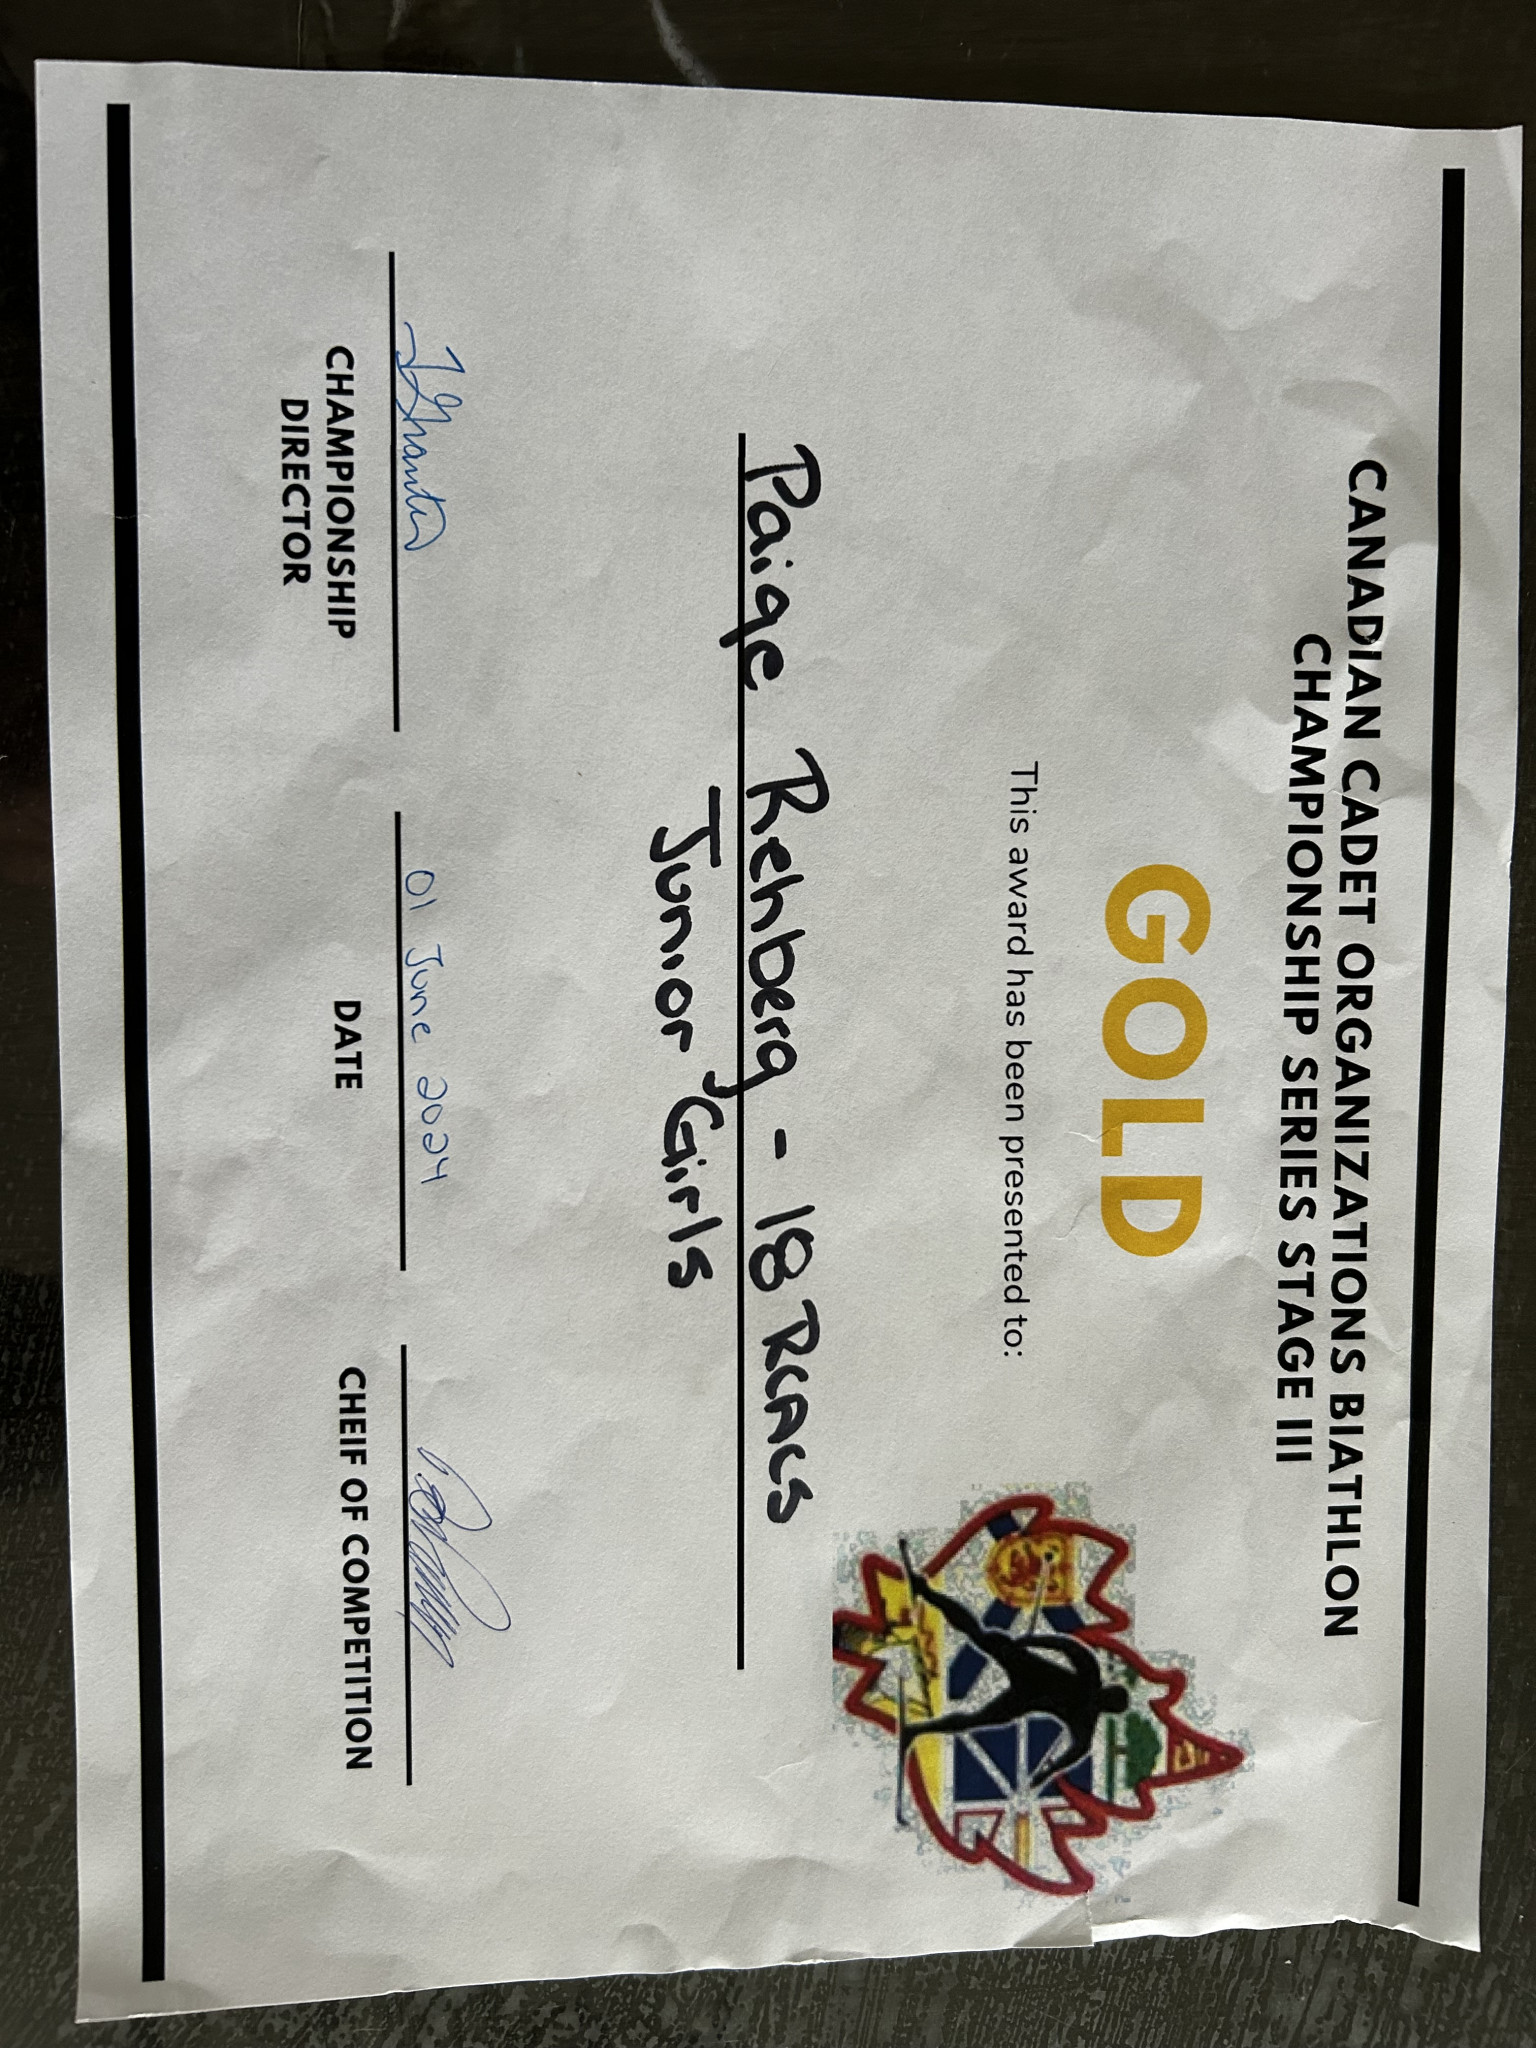 CANADIAN CADET ORGANIZATIONS BIATHLON
CHAMPIONSHIP SERIES STAGE III
GOLD
This award has been presented to:
Paige Rehberg - 18 RCACS
Junior Girls
01 June 2024
CHAMPIONSHIP
DIRECTOR
DATE
CHEIF OF COMPETITION